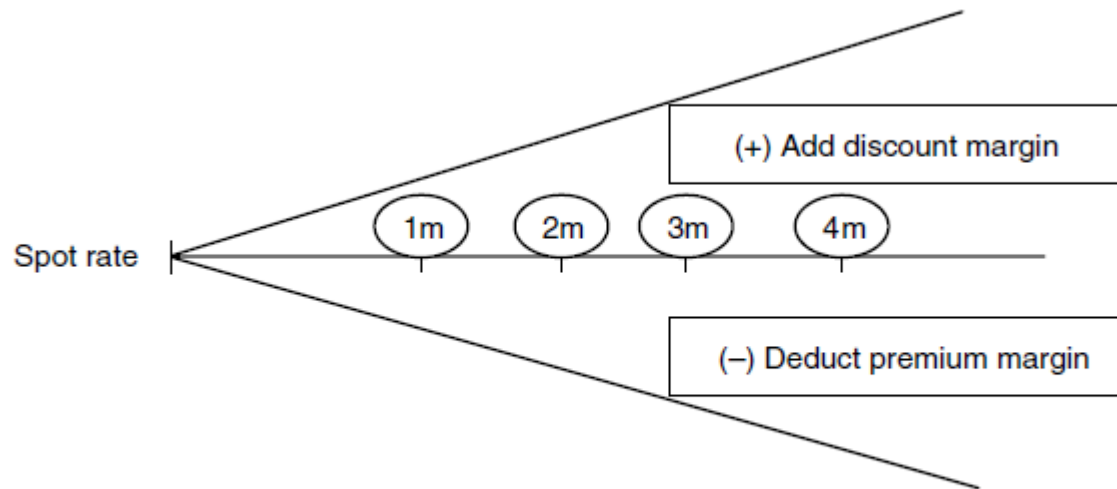 (+) Add discount margin
1m
2m
3m
4m
Spot rate
(–) Deduct premium margin